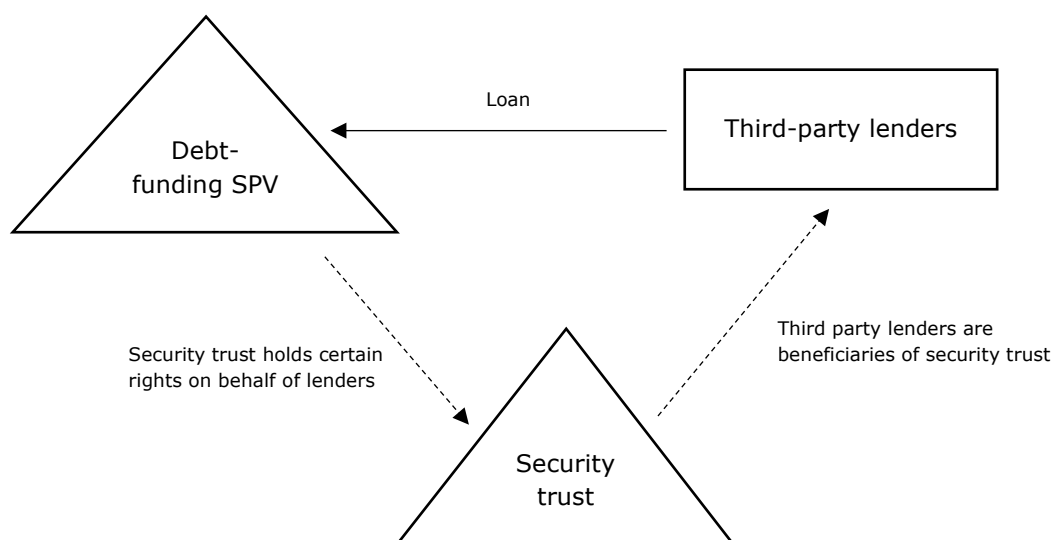 Loan
Third-party lenders
Debt-
funding SPV
Security trust holds certain
rights on behalf of lenders
Third party lenders are
beneficiaries of security trust
Security
trust